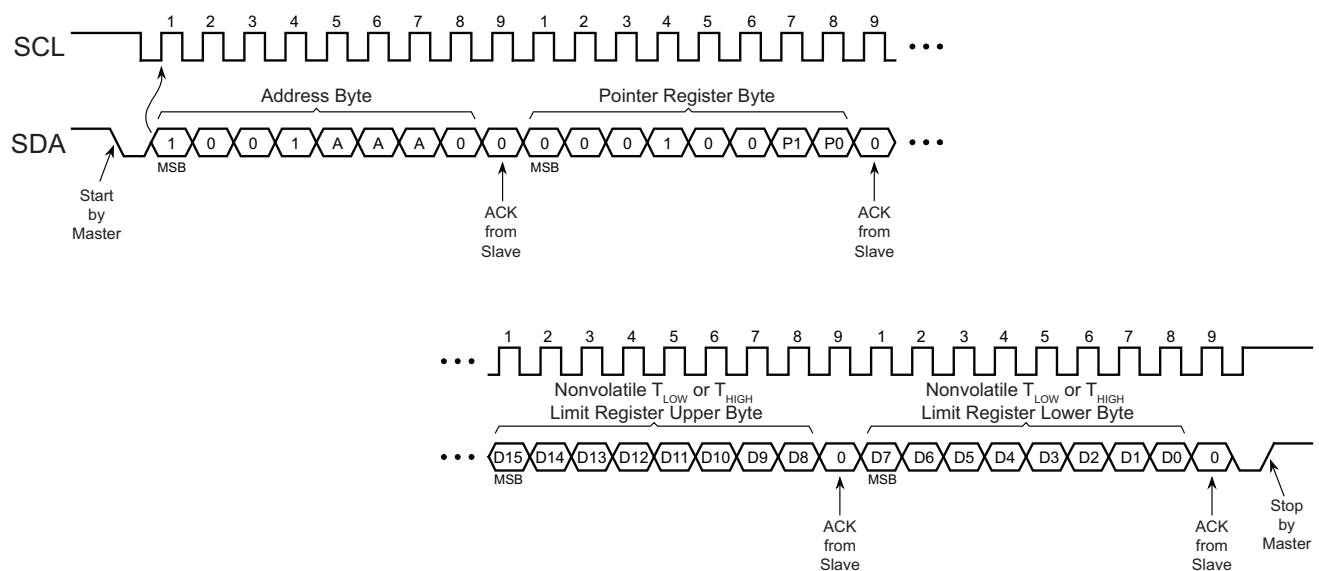 1 2 3 4 5 6 7 8 9 1 2 3 4 5 6 7 8 9
SCL
Address Byte Pointer Register Byte
SDA 1 0 0 1 A A A 0 0 0 0 0 1 0 0 P1 P0 0
MSB MSB
Start
by
Master
ACK
from
Slave
ACK
from
Slave
1 2 3 4 5 6 7 8 9 1 2 3 4 5 6 7 8 9
Nonvolatile TLOW or THIGH
Limit Register Upper Byte
Nonvolatile TLOW or THIGH
Limit Register Lower Byte
D15 D14 D13 D12 D11 D10 D9 D8 0 D7 D6 D5 D4 D3 D2 D1 D0 0
MSB MSB
ACK
from
Slave
ACK
from
Slave
Stop
by
Master